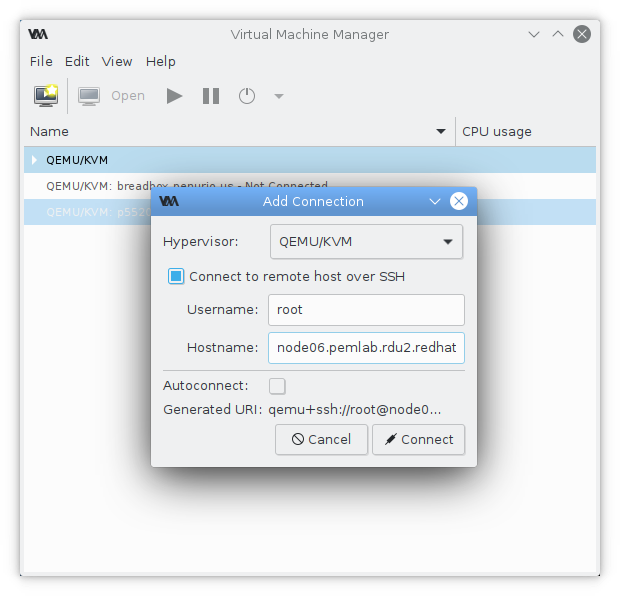 Virtual Machine Manager
File Edit View Help
Open
Name CPU usage
QEMU/KVM
QEMU/KVM: breadbox.penurio.us - Not Connected
QEMU/KVM: p5520
Add Connection
Hypervisor: QEMU/KVM
Connect to remote host over SSH
Username: root
Hostname: node06.pemlab.rdu2.redhat
Autoconnect:
Generated URI: qemu+ssh://root@node0...
Cancel Connect